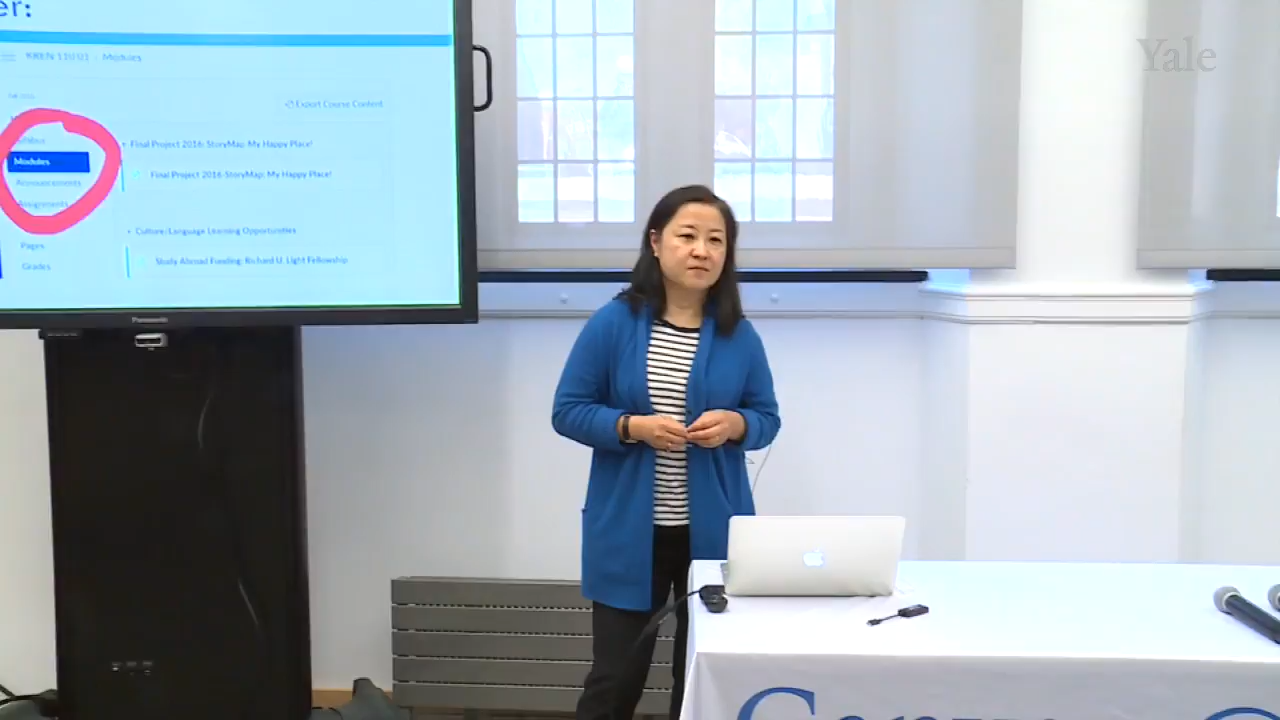 er:
KREN 110 01 › Modules
Export Course Content
Modules
Final Project 2016: StoryMap: My Happy Place!
Announcements
Final Project 2016-StoryMap: My Happy Place!
Assignments
Culture/Language Learning Opportunities
Pages
Study Abroad Funding: Richard U. Light Fellowship
Grades
Panasonic
Yale